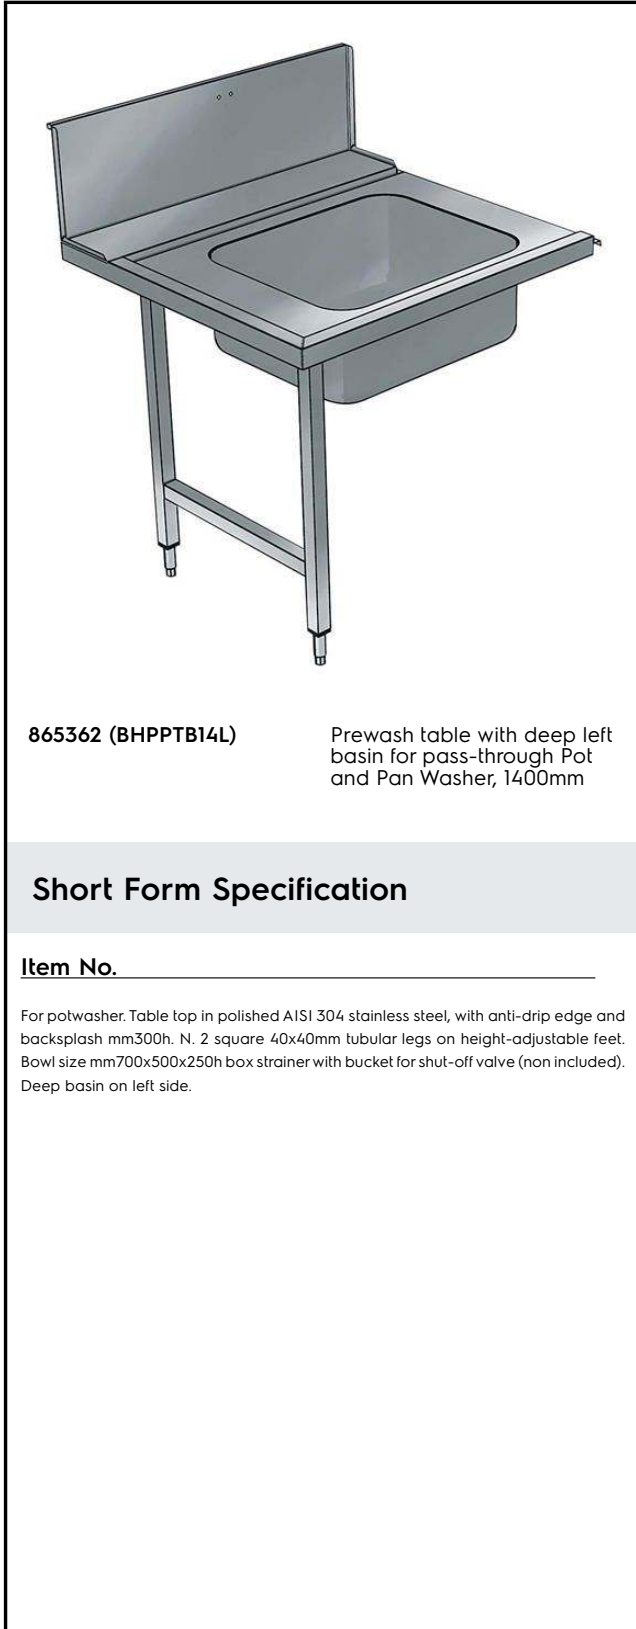 865362 (BHPPTB14L)
Prewash table with deep left
basin for pass-through Pot
and Pan Washer, 1400mm
Short Form Specification
Item No.
For potwasher. Table top in polished AISI 304 stainless steel, with anti-drip edge and
backsplash mm300h. N. 2 square 40x40mm tubular legs on height-adjustable feet.
Bowl size mm700x500x250h box strainer with bucket for shut-off valve (non included).
Deep basin on left side.